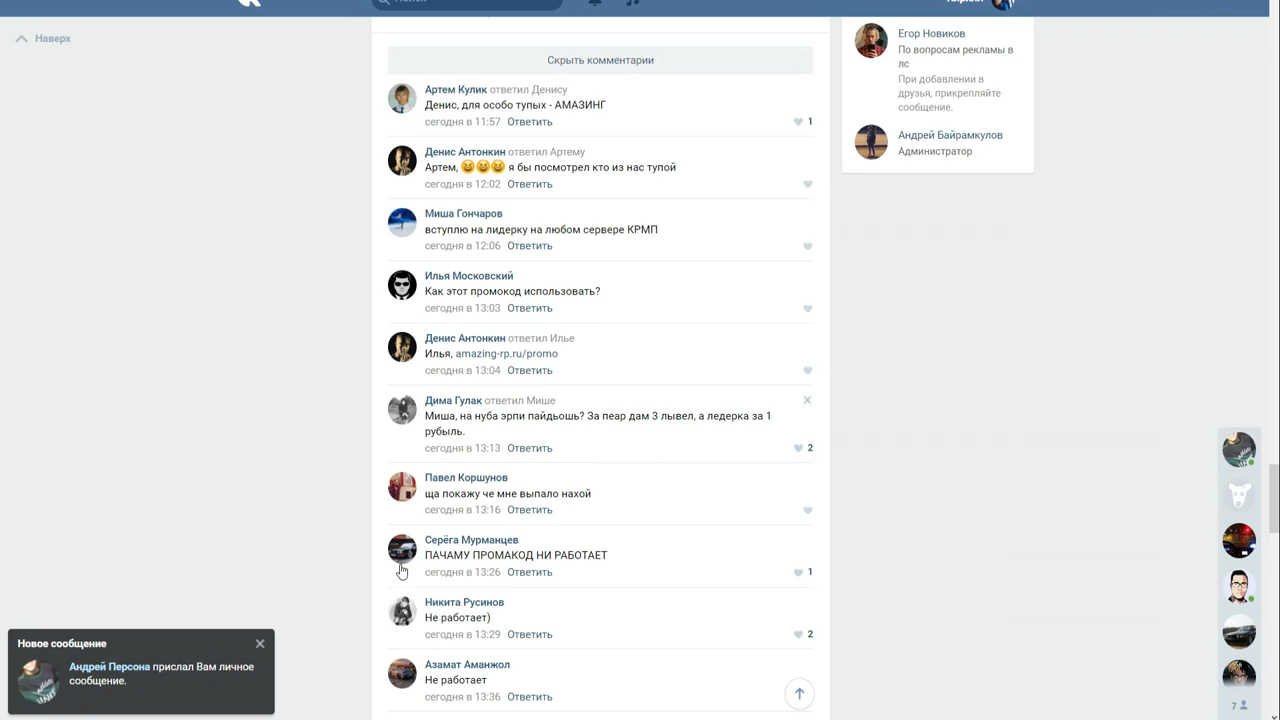 Наверх
Скрыть комментарии
Артем Кулик ответил Денису
Денис, для особо тупых - АМАЗИНГ
сегодня в 11:57 Ответить
1
Денис Антонкин ответил Артему
Артем, 😆😆😆 я бы посмотрел кто из нас тупой
сегодня в 12:02 Ответить
Миша Гончаров
вступлю на лидерку на любом сервере КРМП
сегодня в 12:06 Ответить
Илья Московский
Как этот промокод использовать?
сегодня в 13:03 Ответить
Денис Антонкин ответил Илье
Илья, amazing-rp.ru/promo
сегодня в 13:04 Ответить
Дима Гулак ответил Мише
Миша, на нуба эрпи пайдьошь? За пеар дам 3 лывел, а ледерка за 1
рубыль.
сегодня в 13:13 Ответить
2
Павел Коршунов
ща покажу че мне выпало нахой
сегодня в 13:16 Ответить
Серёга Мурманцев
ПАЧАМУ ПРОМАКОД НИ РАБОТАЕТ
сегодня в 13:26 Ответить
1
Никита Русинов
Не работает)
сегодня в 13:29 Ответить
2
Азамат Аманжол
Не работает
сегодня в 13:36 Ответить
Егор Новиков
По вопросам рекламы в
лс
При добавлении в
друзья, прикрепляйте
сообщение.
Андрей Байрамкулов
Администратор
Новое сообщение
Андрей Персона прислал Вам личное
сообщение.
7